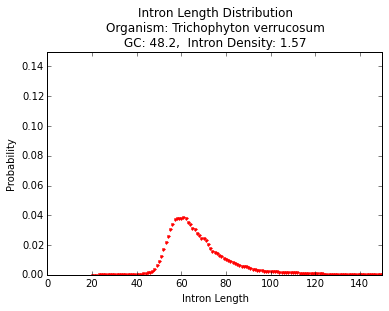 Intron Length Distribution
Organism: Trichophyton verrucosum
GC: 48.2,  Intron Density: 1.57
0.14
0.12
0.10
0.08
0.06
0.04
0.02
0.00
Probability
0 20 40 60 80 100 120 140
Intron Length